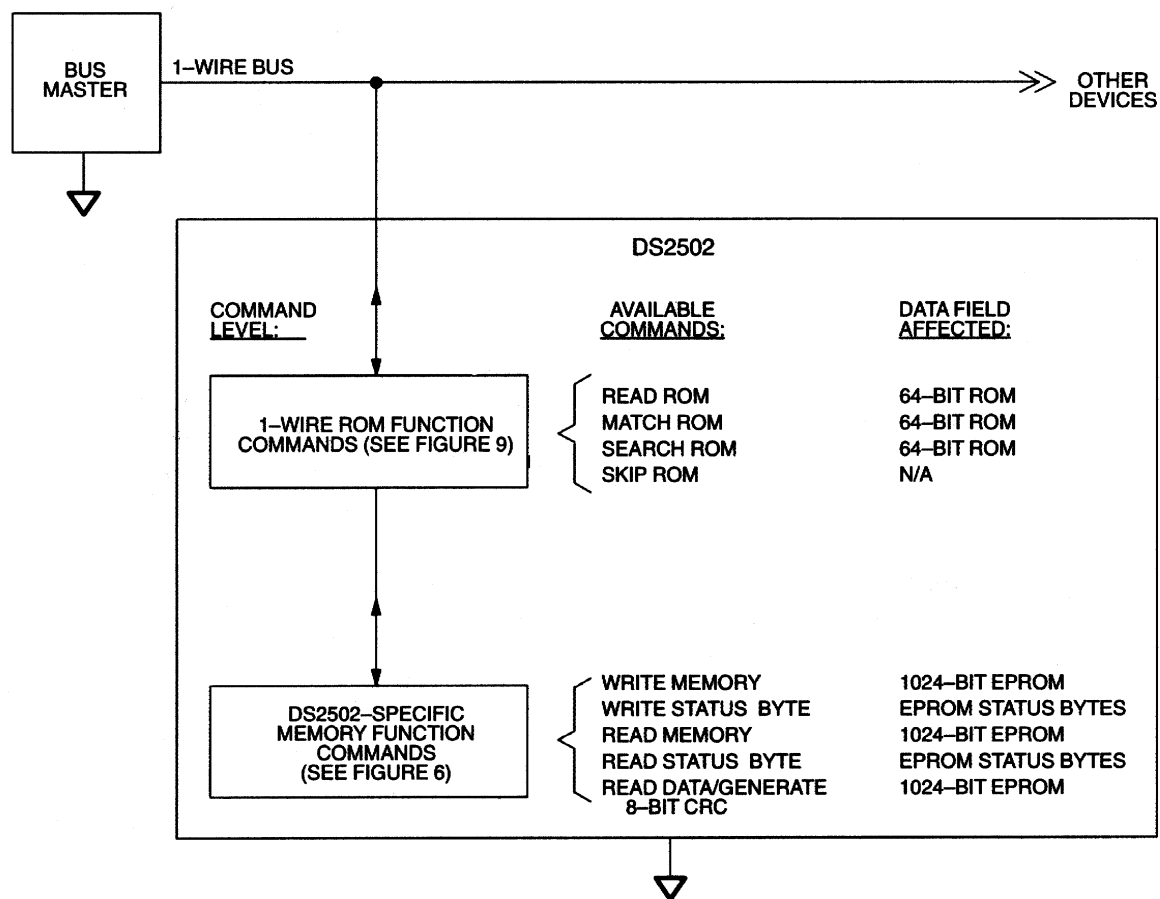 BUS
MASTER
1–WIRE BUS
OTHER
DEVICES
DS2502
COMMAND
LEVEL:
AVAILABLE
COMMANDS:
DATA FIELD
AFFECTED:
1–WIRE ROM FUNCTION
COMMANDS (SEE FIGURE 9)
READ ROM 64–BIT ROM
MATCH ROM 64–BIT ROM
SEARCH ROM 64–BIT ROM
SKIP ROM N/A
DS2502–SPECIFIC
MEMORY FUNCTION
COMMANDS
(SEE FIGURE 6)
WRITE MEMORY 1024–BIT EPROM
WRITE STATUS BYTE EPROM STATUS BYTES
READ MEMORY 1024–BIT EPROM
READ STATUS BYTE EPROM STATUS BYTES
READ DATA/GENERATE 1024–BIT EPROM
8–BIT CRC